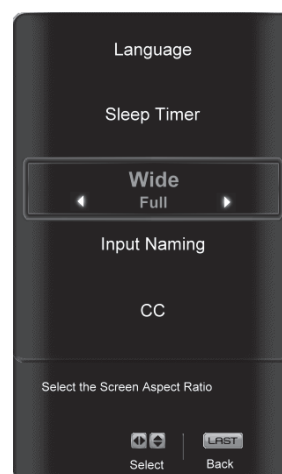 Language
Sleep Timer
Wide
Full
Input Naming
CC
Select the Screen Aspect Ratio
LAST
Select
Back